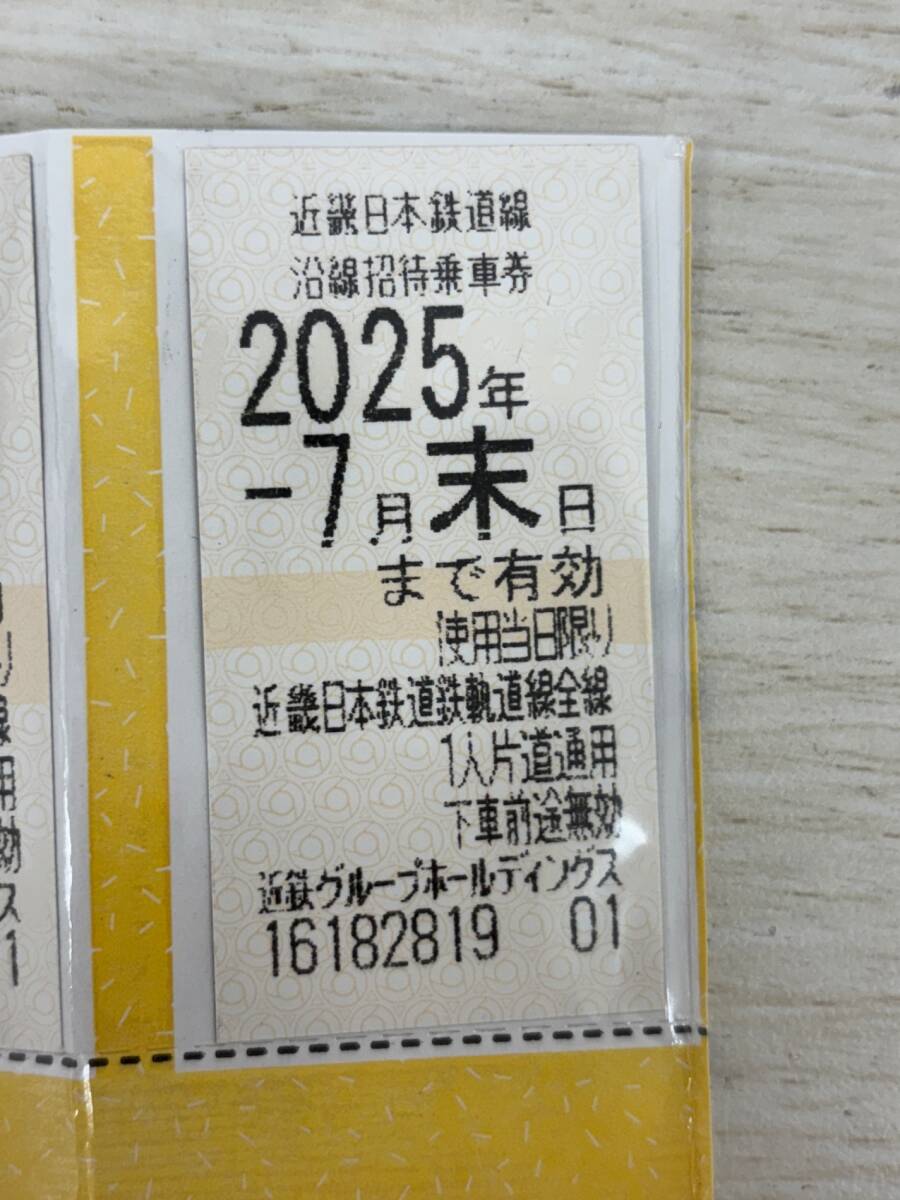 近畿日本鉄道線
沿線招待乗車券
2025年
-7月末日
まで有効
使用当日限り
近畿日本鉄道鉄軌道線全線
1人片道通用
下車前途無効
近鉄グループホールディングス
16182819 01